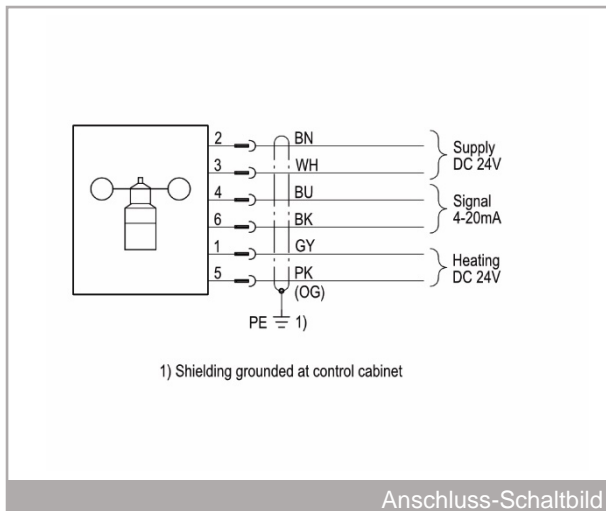 2 BN
3 WH
Supply
DC 24V
4 BU
6 BK
Signal
4-20mA
1 GY
5 PK
(OG)
Heating
DC 24V
PE 1)
1) Shielding grounded at control cabinet
Anschluss-Schaltbild